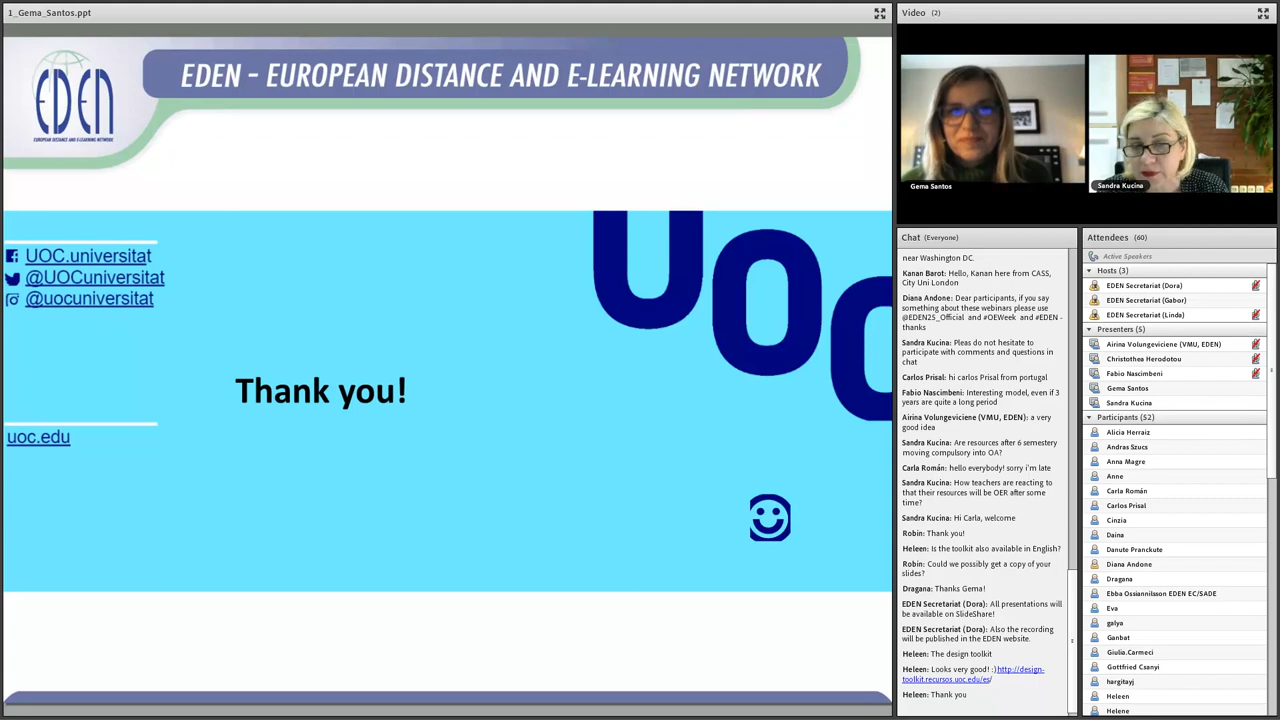 1_Gema_Santos.ppt
EDEN
EUROPEAN DISTANCE AND E-LEARNING NETWORK
EDEN - EUROPEAN DISTANCE AND E-LEARNING NETWORK
UOC.universitat
@UOCuniversitat
@uocuniversitat
Thank you!
uoc.edu
UOC
Video (2)
Gema Santos
Sandra Kucina
Chat (Everyone)
near Washington DC.
Kanan Barot: Hello, Kanan here from CASS,
City Uni London
Diana Andone: Dear participants, if you say
something about these webinars please use
@EDEN25_Official and #OEWeek and #EDEN -
thanks
Sandra Kucina: Pleas do not hesitate to
participate with comments and questions in
chat
Carlos Prisal: hi carlos Prisal from portugal
Fabio Nascimbeni: Interesting model, even if 3
years are quite a long period
Airina Volungeviciene (VMU, EDEN): a very
good idea
Sandra Kucina: Are resources after 6 semestery
moving compulsory into OA?
Carla Román: hello everybody! sorry i'm late
Sandra Kucina: How teachers are reacting to
that their resources will be OER after some
time?
Sandra Kucina: Hi Carla, welcome
Robin: Thank you!
Heleen: Is the toolkit also available in English?
Robin: Could we possibly get a copy of your
slides?
Dragana: Thanks Gema!
EDEN Secretariat (Dora): All presentations will
be available on SlideShare!
EDEN Secretariat (Dora): Also the recording
will be published in the EDEN website.
Heleen: The design toolkit
Heleen: Looks very good! :)http://design-
toolkit.recursos.uoc.edu/es/
Heleen: Thank you
Attendees (60)
Active Speakers
Hosts (3)
EDEN Secretariat (Dora)
EDEN Secretariat (Gabor)
EDEN Secretariat (Linda)
Presenters (5)
Airina Volungeviciene (VMU, EDEN)
Christothea Herodotou
Fabio Nascimbeni
Gema Santos
Sandra Kucina
Participants (52)
Alicia Herraiz
Andras Szucs
Anna Magre
Anne
Carla Román
Carlos Prisal
Cinzia
Daina
Danute Pranckute
Diana Andone
Dragana
Ebba Ossiannilsson EDEN EC/SADE
Eva
galya
Ganbat
Giulia.Carmeci
Gottfried Csanyi
hargitayj
Heleen
Helene